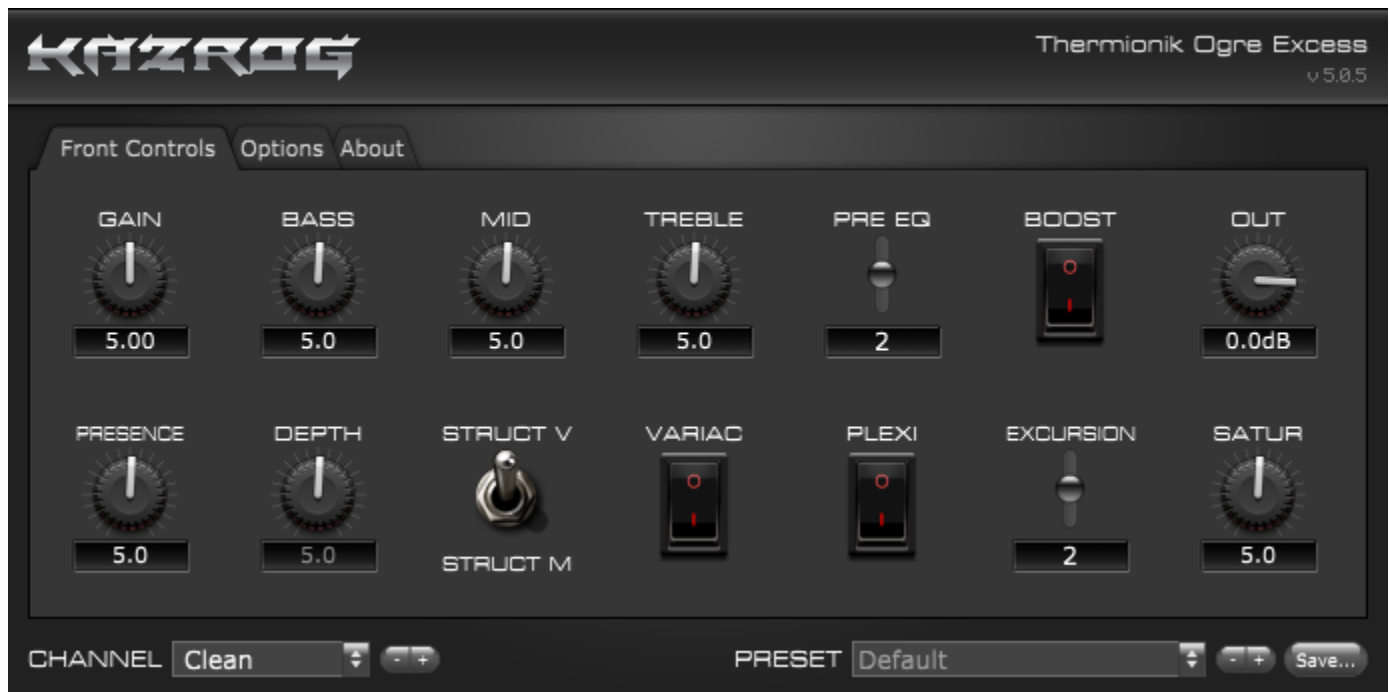 KAZROG
Thermionik Ogre Excess
v 5.0.5
Front Controls Options About
GAIN BASS MID TREBLE PRE EQ BOOST OUT
O
I
5.00 5.0 5.0 5.0 2 0.0dB
PRESENCE DEPTH STRUCT V VARIAC PLEXI EXCURSION SATUR
O O
I I
5.0 5.0 STRUCT M 2 5.0
CHANNEL Clean - + PRESET Default - + Save...